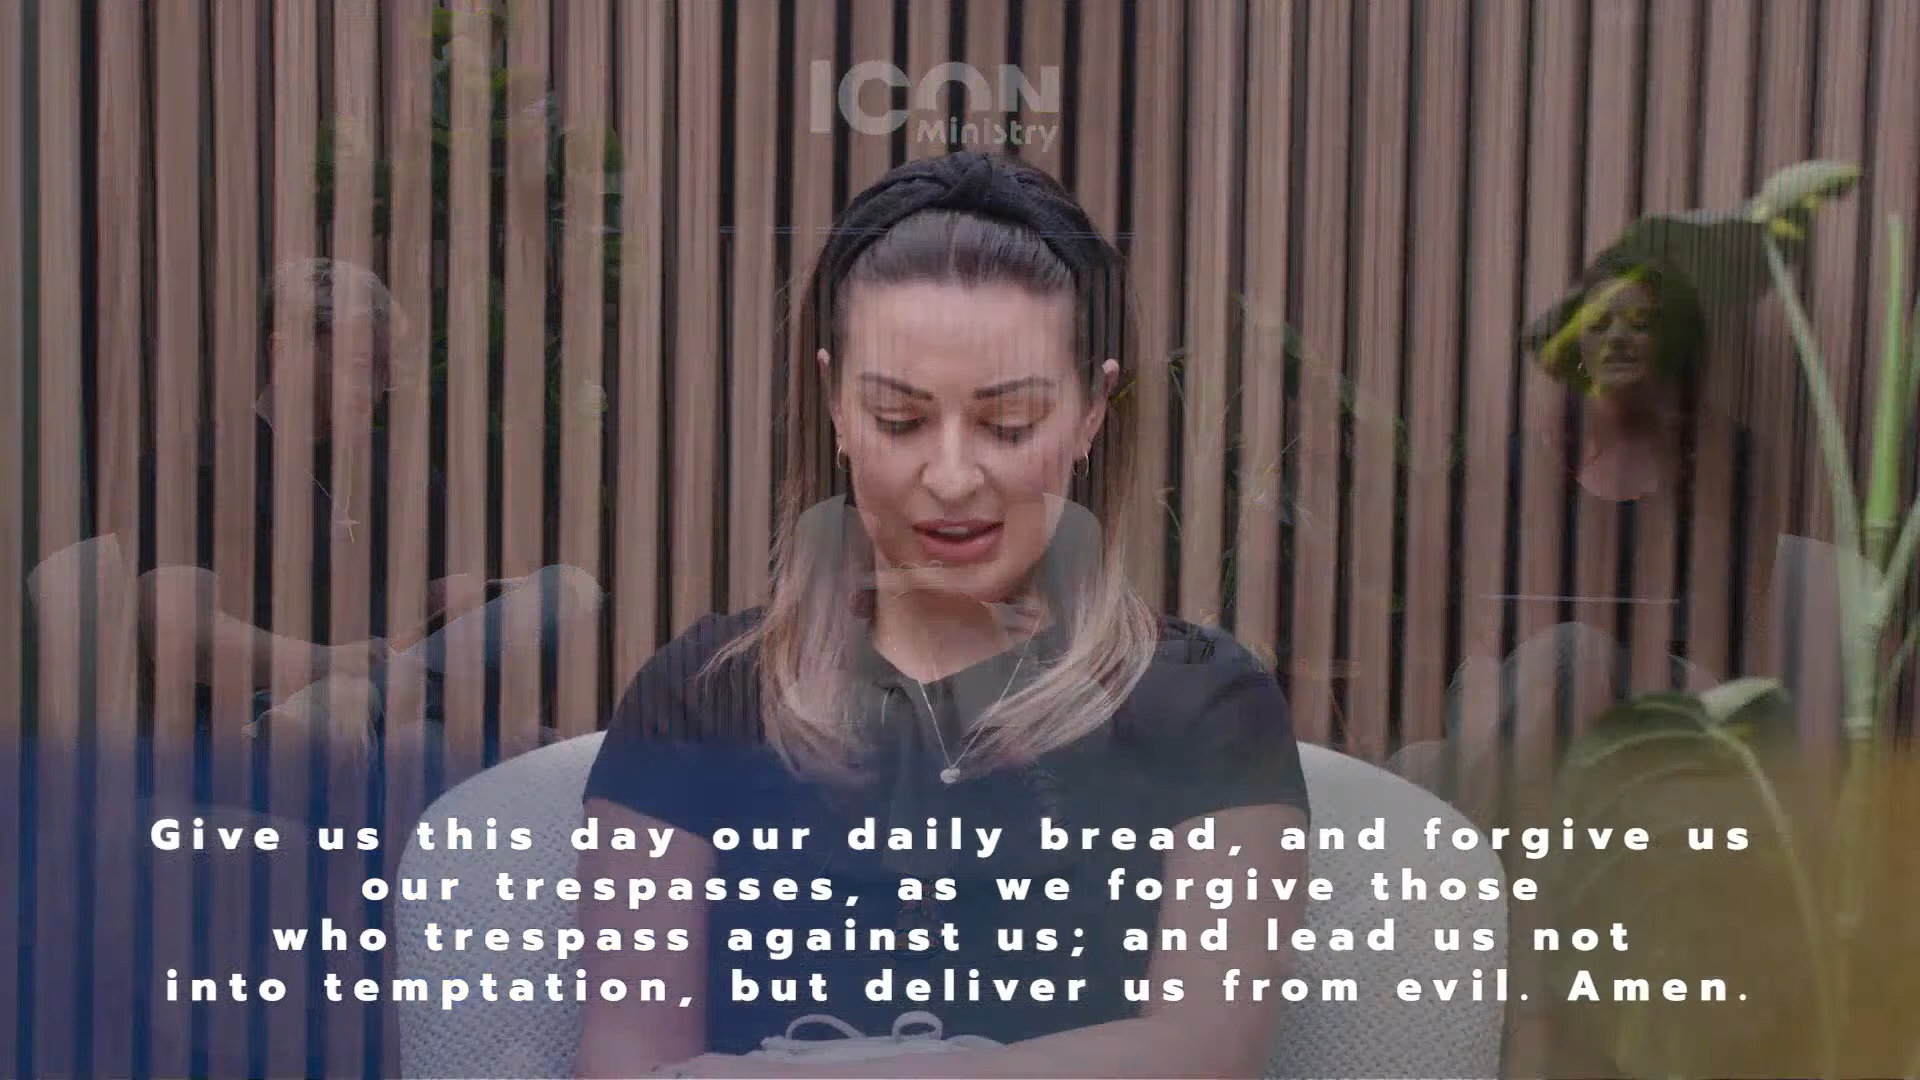 ICON
Ministry
Give us this day our daily bread, and forgive us
our trespasses, as we forgive those
who trespass against us; and lead us not
into temptation, but deliver us from evil. Amen.